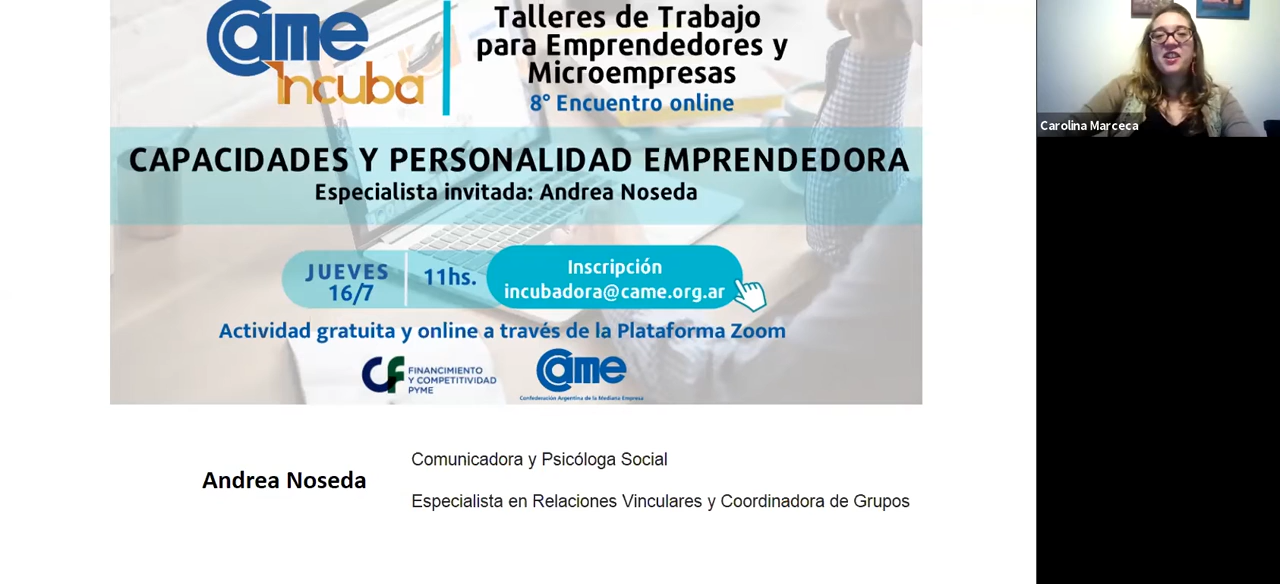 Came
incuba
Talleres de Trabajo
para Emprendedores y
Microempresas
8° Encuentro online
CAPACIDADES Y PERSONALIDAD EMPRENDEDORA
Especialista invitada: Andrea Noseda
JUEVES
16/7
11hs.
Inscripción
incubadora@came.org.ar
Actividad gratuita y online a través de la Plataforma Zoom
CF
FINANCIAMIENTO
Y COMPETITIVIDAD
PYME
Came
Confederación Argentina de la Mediana Empresa
Andrea Noseda
Comunicadora y Psicóloga Social
Especialista en Relaciones Vinculares y Coordinadora de Grupos
Carolina Marceca